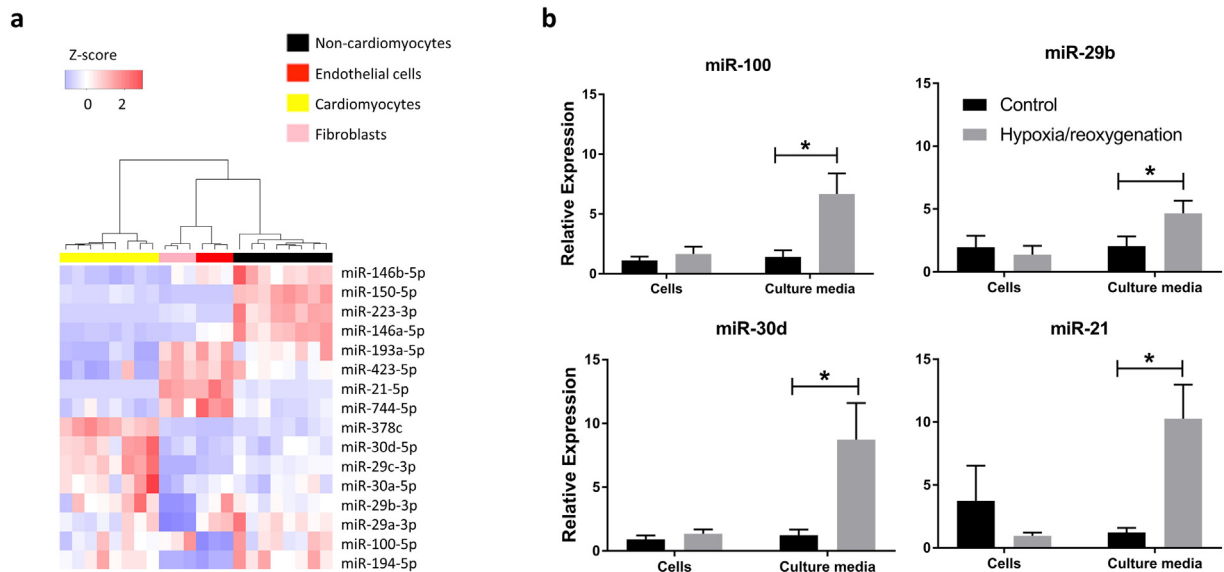 a
Z-score
0 2
Non-cardiomyocytes
Endothelial cells
Cardiomyocytes
Fibroblasts
miR-146b-5p
miR-150-5p
miR-223-3p
miR-146a-5p
miR-193a-5p
miR-423-5p
miR-21-5p
miR-744-5p
miR-378c
miR-30d-5p
miR-29c-3p
miR-30a-5p
miR-29b-3p
miR-29a-3p
miR-100-5p
miR-194-5p
b
miR-100
Relative Expression
15
10
5
0
*
Cells Culture media
miR-29b
15
10
5
0
Control
Hypoxia/reoxygenation
*
Cells Culture media
miR-30d
Relative Expression
15
10
5
0
*
Cells Culture media
miR-21
15
10
5
0
*
Cells Culture media